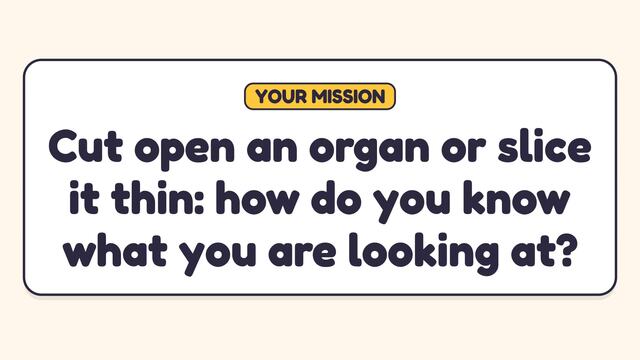 YOUR MISSION
Cut open an organ or slice
it thin: how do you know
what you are looking at?